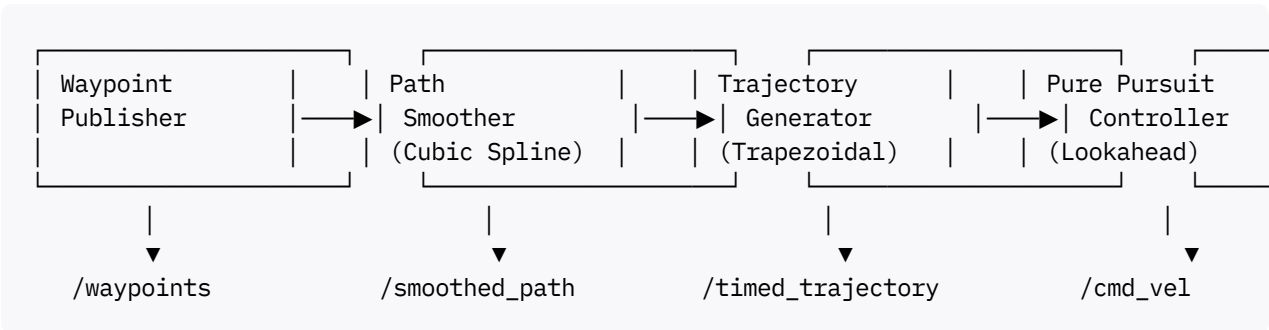 Waypoint Path Trajectory Pure Pursuit
Publisher Smoother Generator Controller
(Cubic Spline) (Trapezoidal) (Lookahead)
/waypoints /smoothed_path /timed_trajectory /cmd_vel